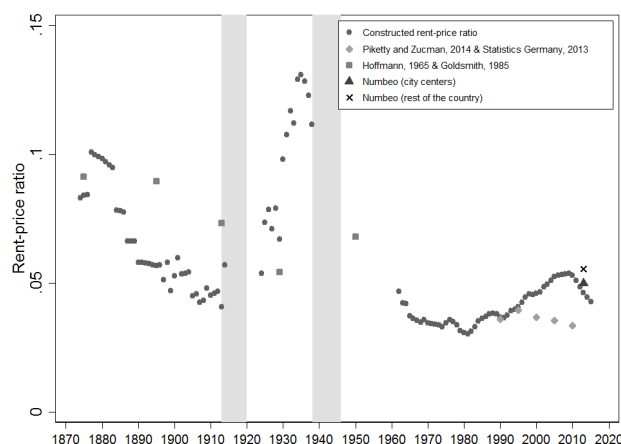 .15
.1
.05
0
Rent-price ratio
Constructed rent-price ratio
Piketty and Zucman, 2014 & Statistics Germany, 2013
Hoffmann, 1965 & Goldsmith, 1985
Numbeo (city centers)
Numbeo (rest of the country)
1870 1880 1890 1900 1910 1920 1930 1940 1950 1960 1970 1980 1990 2000 2010 2020